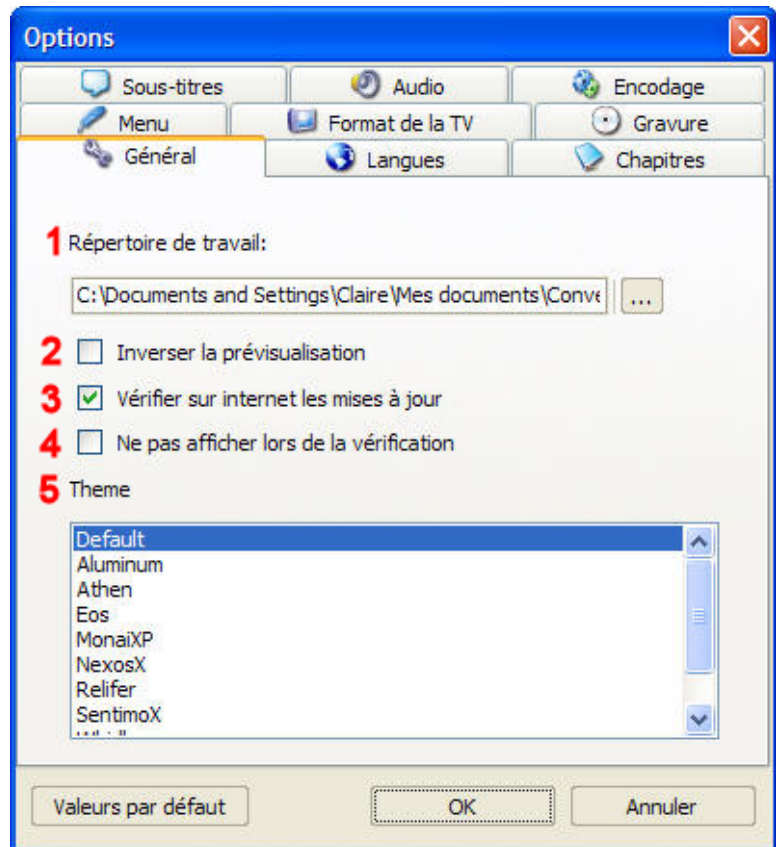 Options
Sous-titres
Audio
Encodage
Menu
Format de la TV
Gravure
Général
Langues
Chapitres
1 Répertoire de travail:
C:\Documents and Settings\Claire\Mes documents\Conve
...
2 Inverser la prévisualisation
3 Vérifier sur internet les mises à jour
4 Ne pas afficher lors de la vérification
5 Theme
Default
Aluminum
Athen
Eos
MonaiXP
NexosX
Relifer
SentimoX
Valeurs par défaut
OK
Annuler